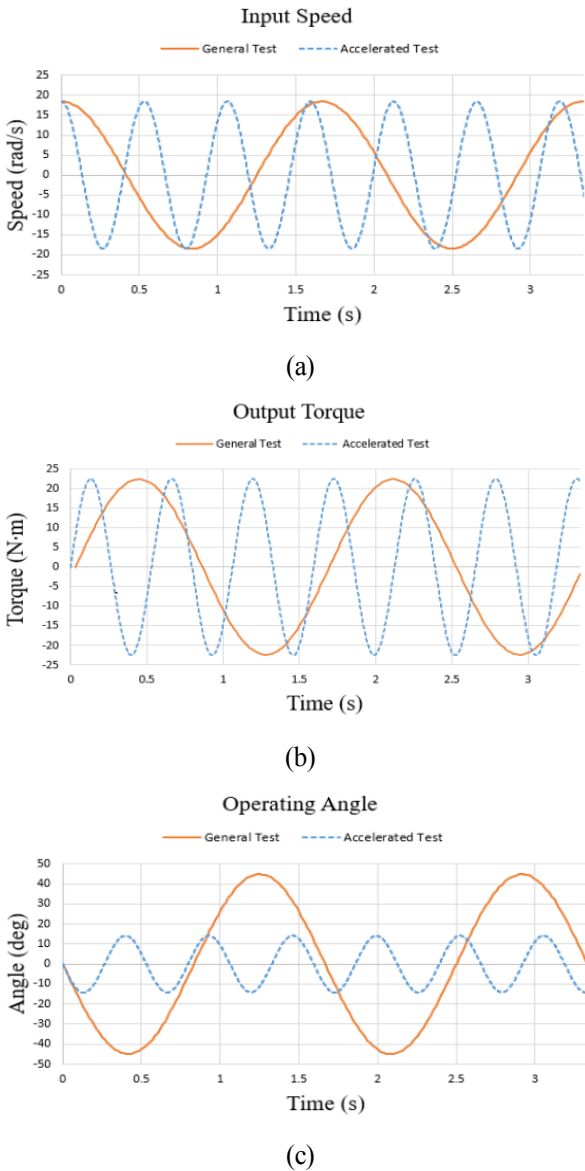 Input Speed
General Test Accelerated Test
25
20
15
10
5
0
-5
-10
-15
-20
-25
Speed (rad/s)
0 0.5 1 1.5 2 2.5 3
Time (s)
(a)
Output Torque
General Test Accelerated Test
25
20
15
10
5
0
-5
-10
-15
-20
-25
Torque (N·m)
0 0.5 1 1.5 2 2.5 3
Time (s)
(b)
Operating Angle
General Test Accelerated Test
50
40
30
20
10
0
-10
-20
-30
-40
-50
Angle (deg)
0 0.5 1 1.5 2 2.5 3
Time (s)
(c)